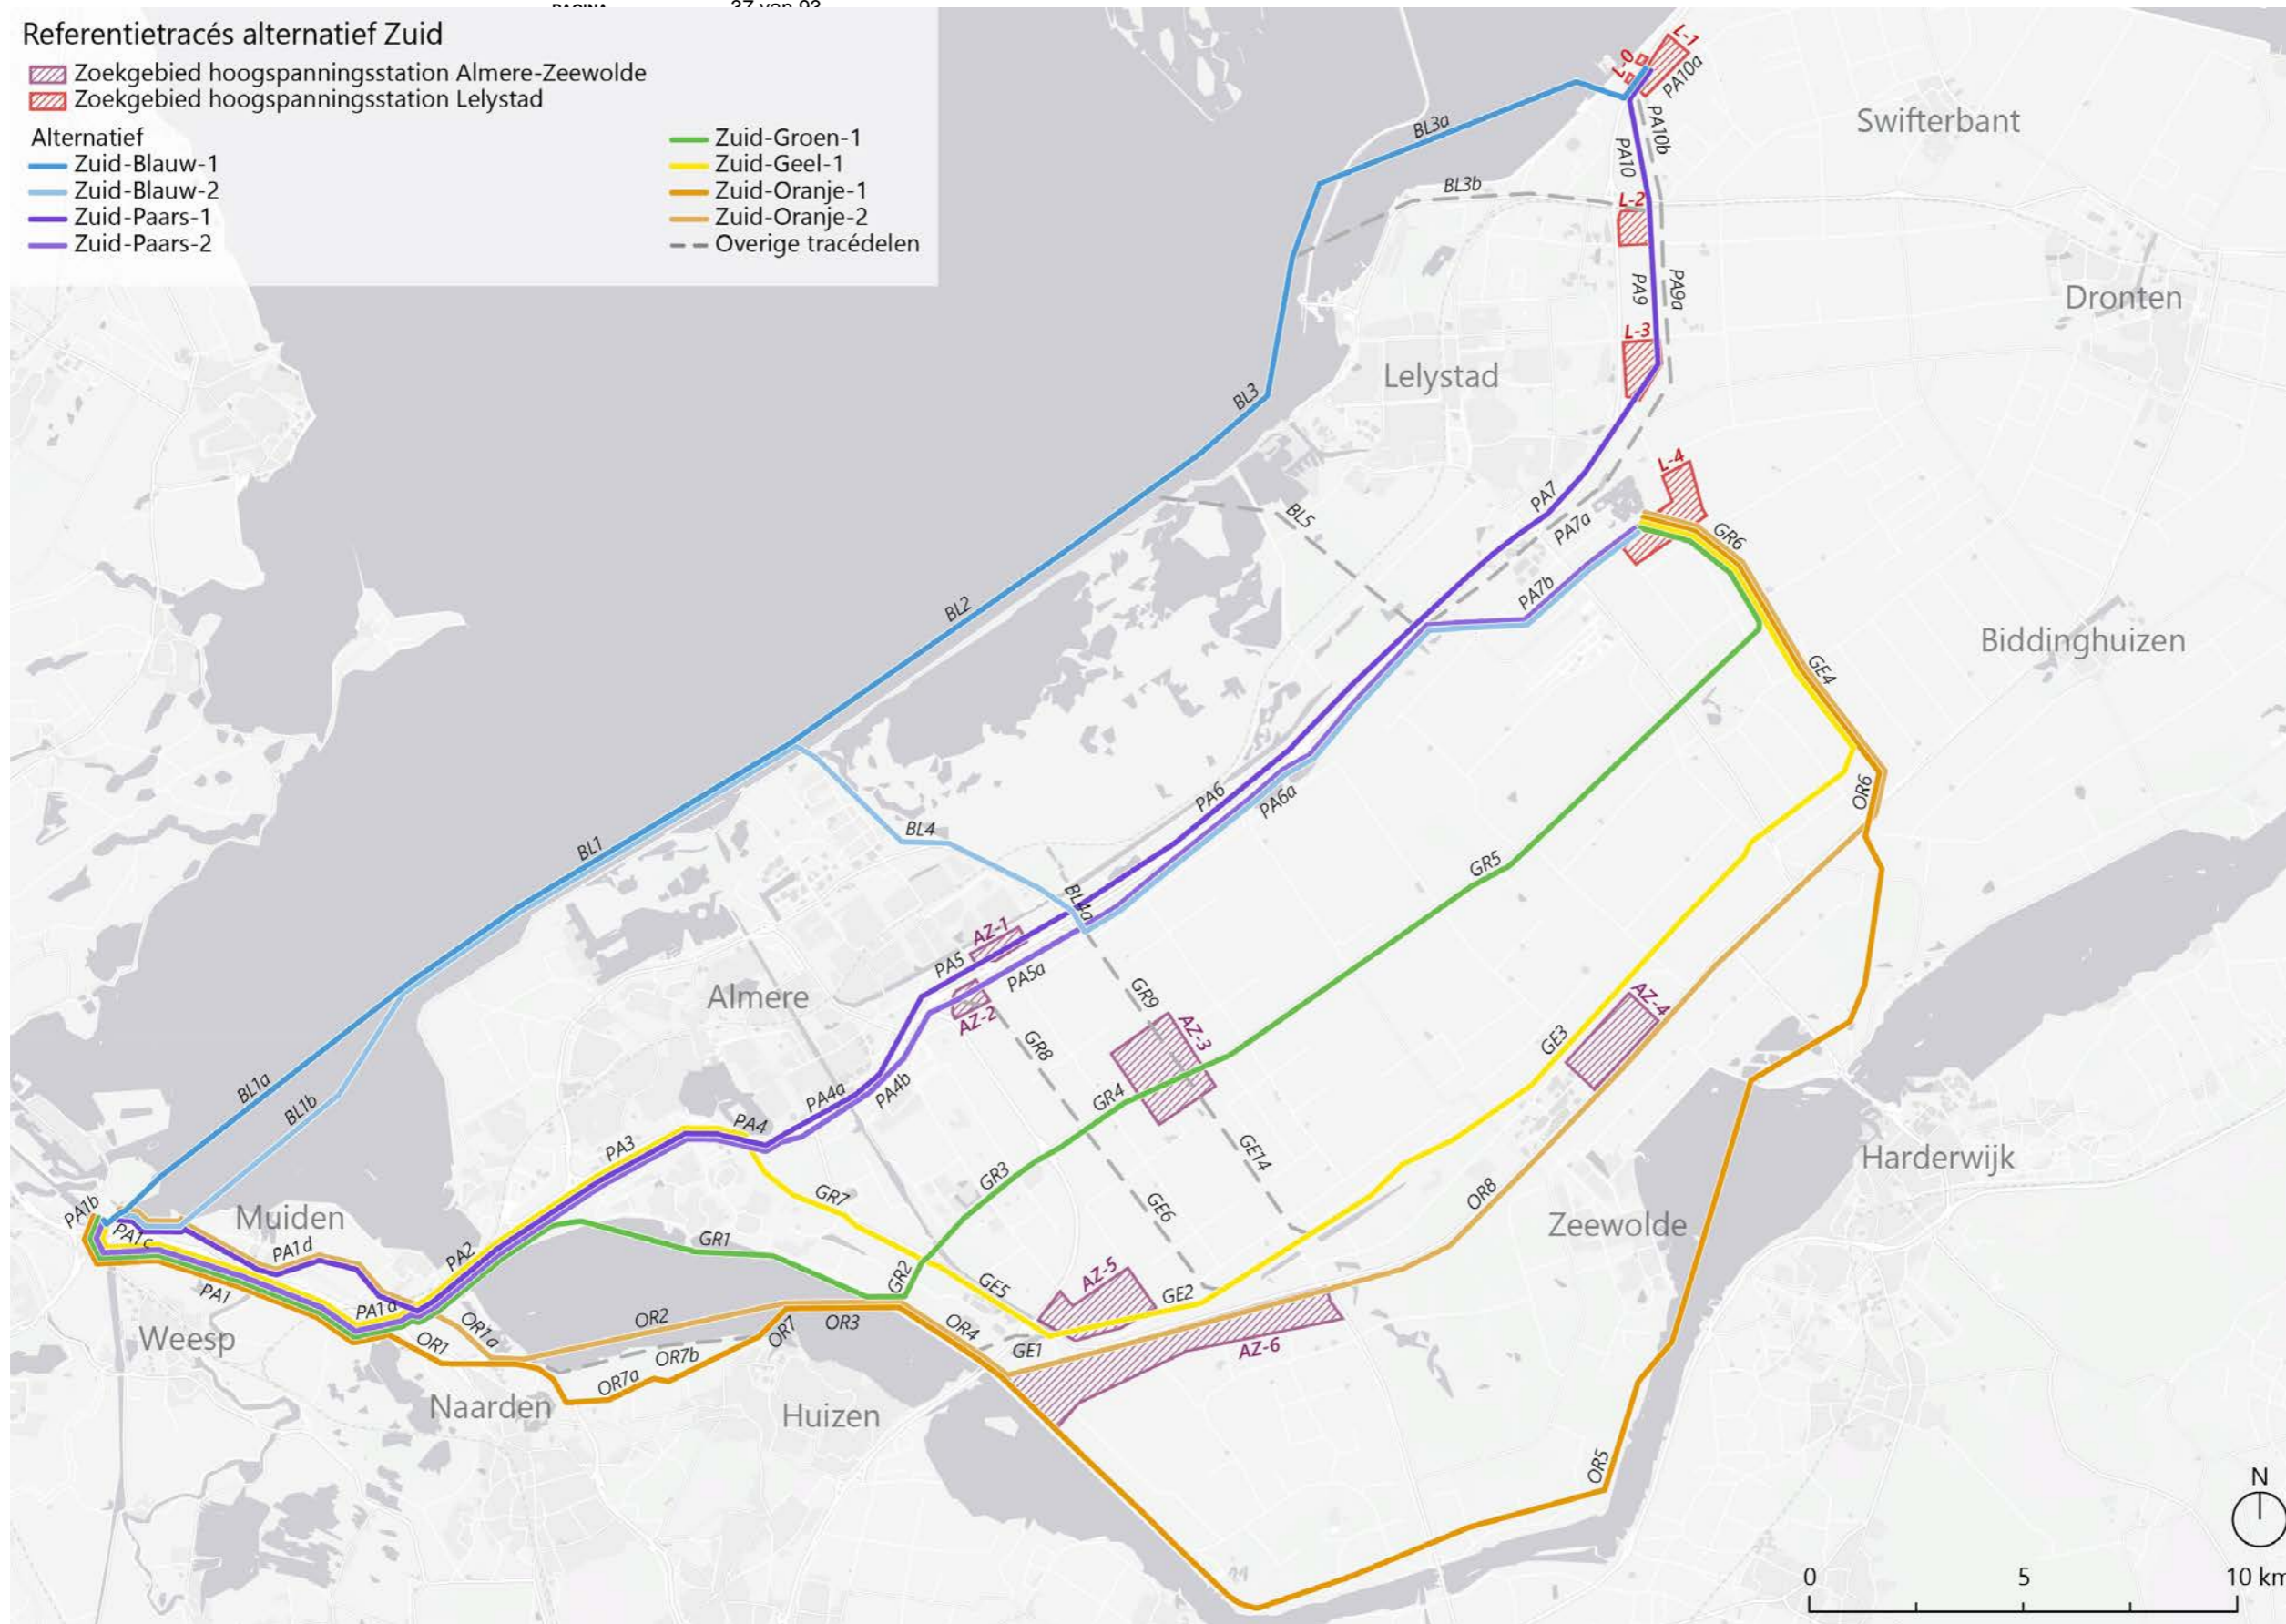 PAGINA 37 van 93
Referentietracés alternatief Zuid
Zoekgebied hoogspanningsstation Almere-Zeewolde
Zoekgebied hoogspanningsstation Lelystad
Alternatief
Zuid-Blauw-1
Zuid-Blauw-2
Zuid-Paars-1
Zuid-Paars-2
Zuid-Groen-1
Zuid-Geel-1
Zuid-Oranje-1
Zuid-Oranje-2
Overige tracédelen
L-1
L-0
PA10a
PA10b
PA10
BL3a
Swifterbant
BL3b
L-2
PA9
PA9a
Dronten
L-3
Lelystad
BL3
L-4
PA7
BL5
PA7a
GR6
PA7b
BL2
Biddinghuizen
GE4
PA6
PA6a
OR6
BL4
BL1
GR5
BL4a
AZ-1
PA5
PA5a
Almere
AZ-2
GR9
AZ-4
AZ-3
GR8
GE3
BL1a
BL1b
PA4a
PA4b
GR4
PA4
PA3
GE14
Harderwijk
GR3
GR7
GE6
OR8
PA1b
Muiden
Zeewolde
PA1c
PA1d
PA2
GR1
GR2
GE5
AZ-5
GE2
PA1
PA1a
OR2
OR3
OR4
OR1
OR1a
OR7
Weesp
GE1
AZ-6
OR7b
OR7a
Naarden
Huizen
OR5
N
0 5 10 km